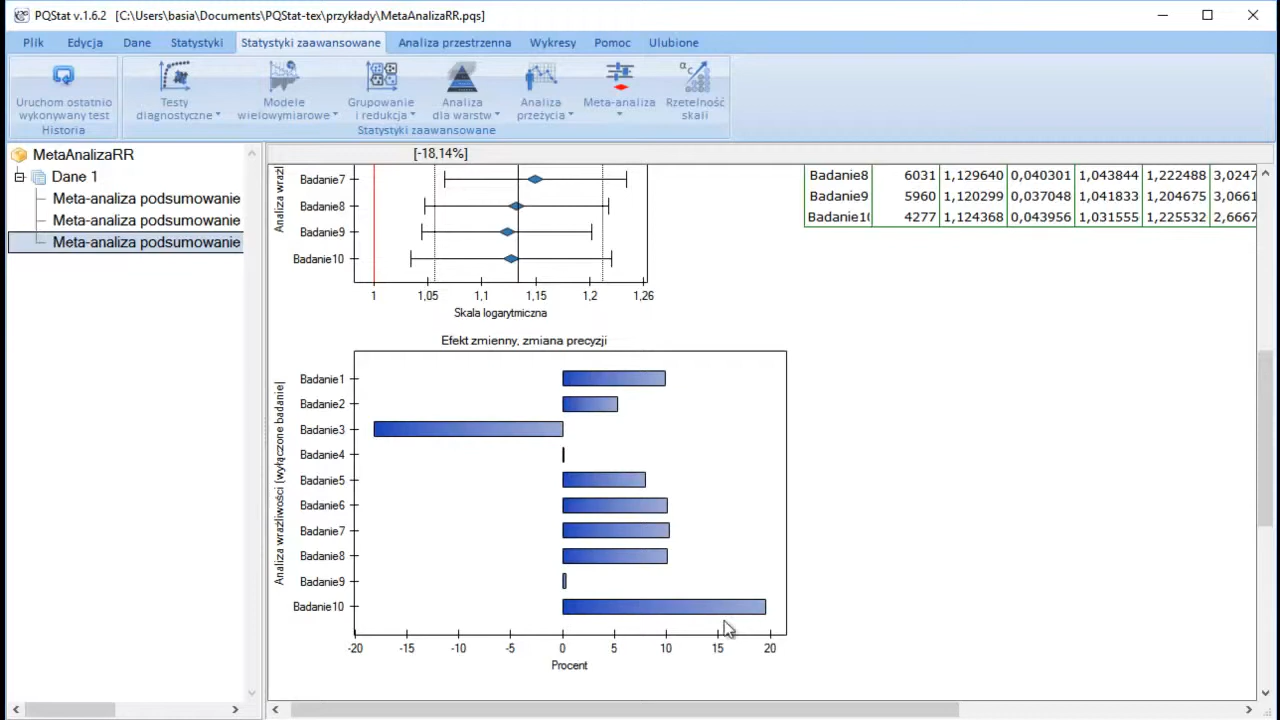 PQStat v.1.6.2 [C:\Users\basia\Documents\PQStat-tex\przykłady\MetaAnalizaRR.pqs]
Plik Edycja Dane Statystyki Statystyki zaawansowane Analiza przestrzenna Wykresy Pomoc Ulubione
Uruchom ostatnio wykonywany test
Historia
Testy diagnostyczne
Modele wielowymiarowe
Grupowanie i redukcja
Analiza dla warstw
Analiza przeżycia
Meta-analiza
Rzetelność skali
Statystyki zaawansowane
MetaAnalizaRR
Dane 1
Meta-analiza podsumowanie
Meta-analiza podsumowanie
Meta-analiza podsumowanie
[-18,14%]
Badanie7
Badanie8
Badanie9
Badanie10
1 1,05 1,1 1,15 1,2 1,26
Skala logarytmiczna
Badanie8 6031 1,129640 0,040301 1,043844 1,222488 3,0247
Badanie9 5960 1,120299 0,037048 1,041833 1,204675 3,0661
Badanie1( 4277 1,124368 0,043956 1,031555 1,225532 2,6667
Efekt zmienny, zmiana precyzji
Analiza wrażliwości (wyłączone badanie)
Badanie1
Badanie2
Badanie3
Badanie4
Badanie5
Badanie6
Badanie7
Badanie8
Badanie9
Badanie10
-20 -15 -10 -5 0 5 10 15 20
Procent